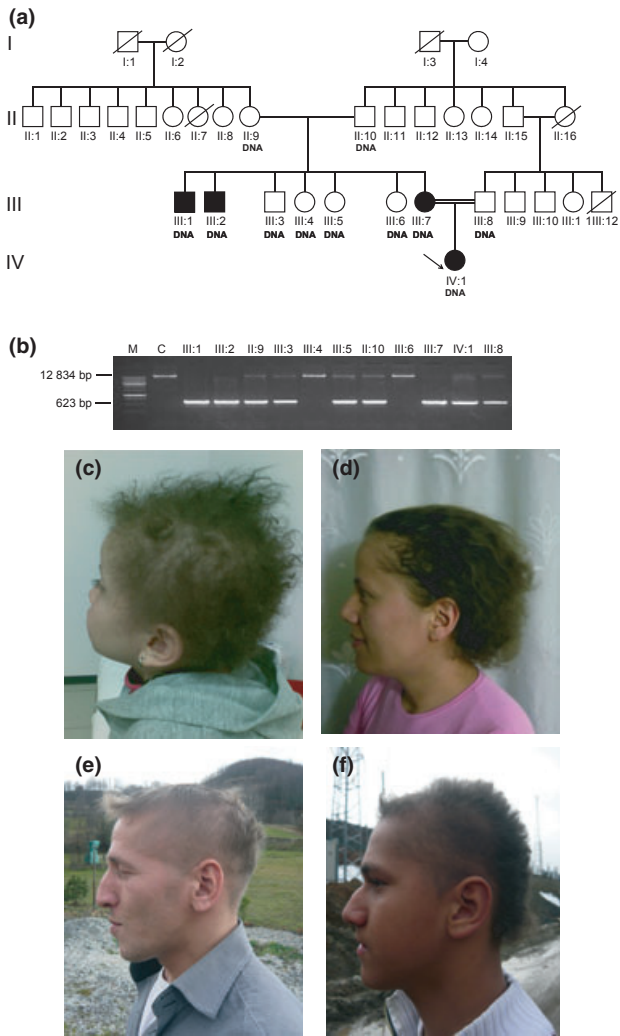 (a)
I
I:1 I:2 I:3 I:4
II
II:1 II:2 II:3 II:4 II:5 II:6 II:7 II:8 II:9 II:10 II:11 II:12 II:13 II:14 II:15 II:16
DNA DNA
III
III:1 III:2 III:3 III:4 III:5 III:6 III:7 III:8 III:9 III:10 III:1 1III:12
DNA DNA DNA DNA DNA DNA DNA DNA
IV
IV:1
DNA
(b)
M C III:1 III:2 II:9 III:3 III:4 III:5 II:10 III:6 III:7 IV:1 III:8
12 834 bp
623 bp
(c) (d)
(e) (f)